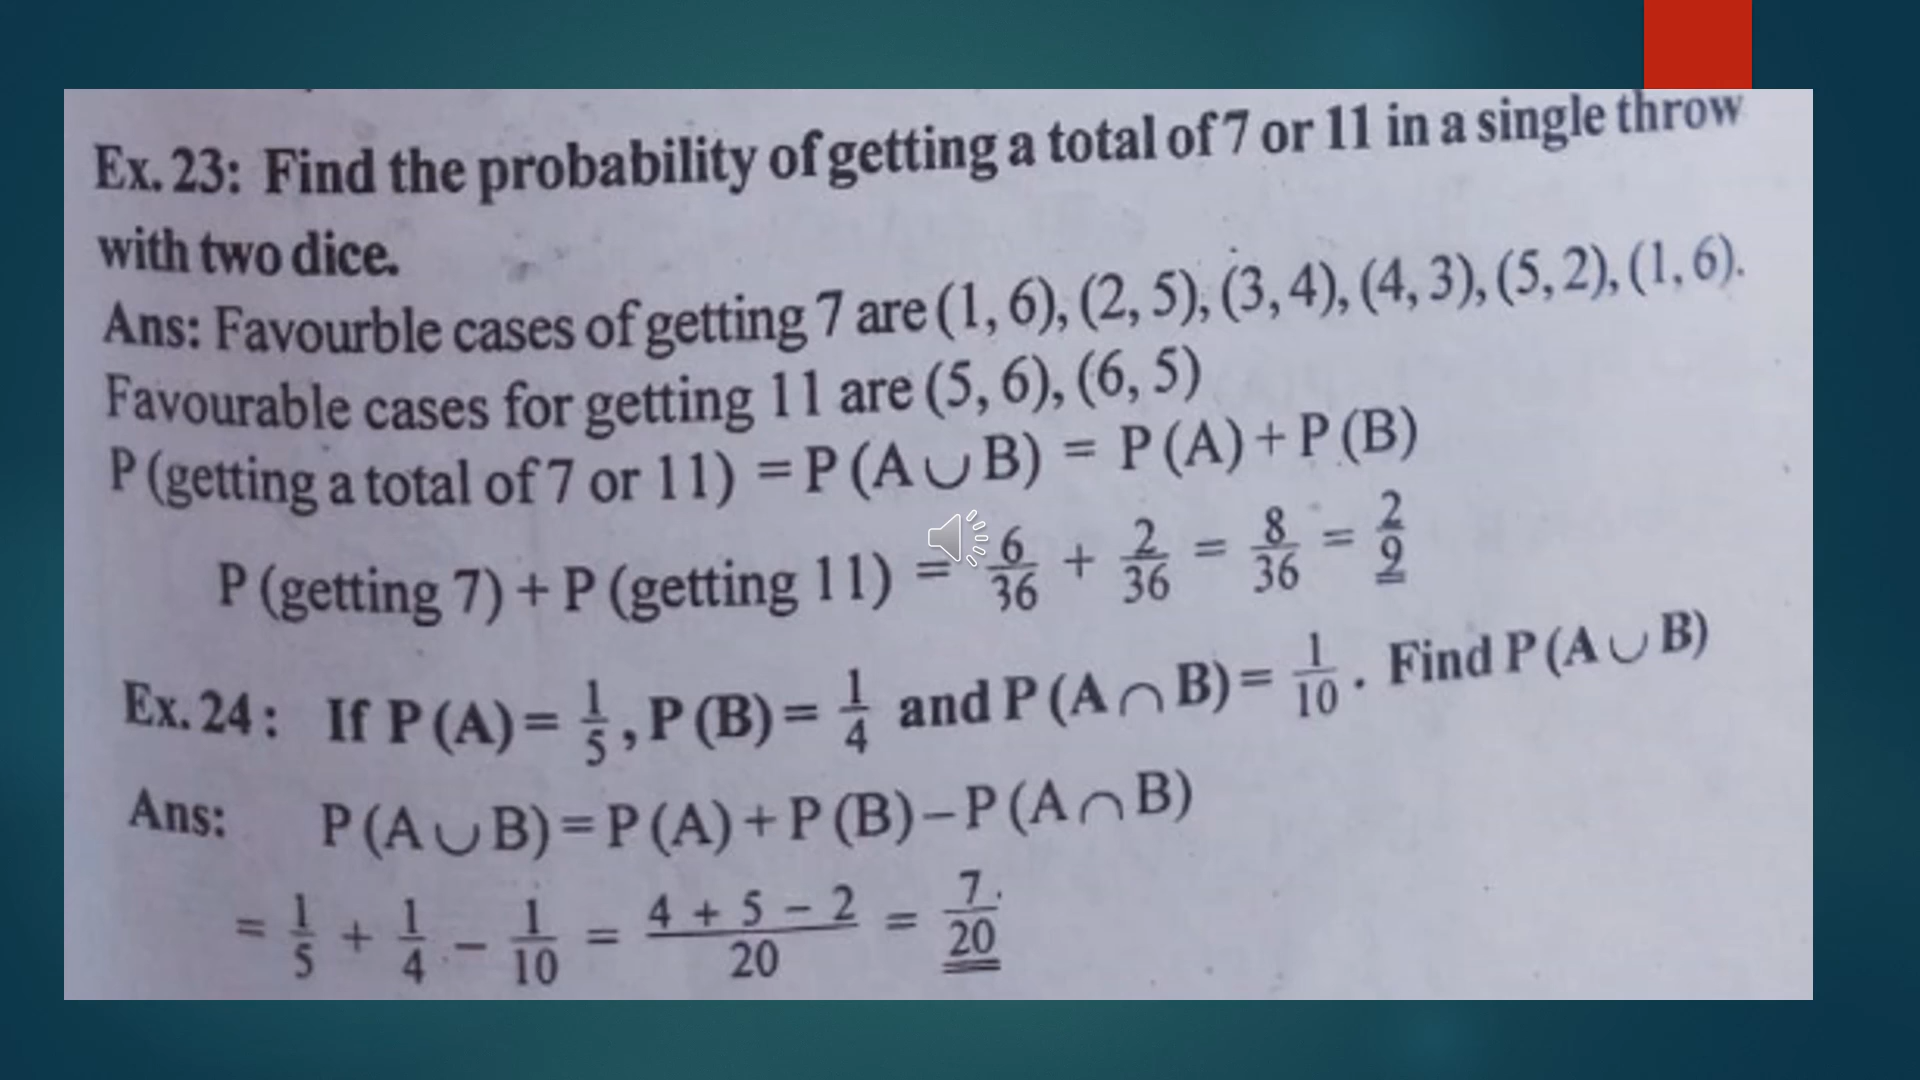 Ex. 23: Find the probability of getting a total of 7 or 11 in a single throw
with two dice.
Ans: Favourble cases of getting 7 are (1, 6), (2, 5), (3, 4), (4, 3), (5, 2), (1, 6).
Favourable cases for getting 11 are (5, 6), (6, 5)
P (getting a total of 7 or 11) = P (A ∪ B) = P (A) + P (B)
P (getting 7) + P (getting 11) = 6/36 + 2/36 = 8/36 = 2/9
Ex. 24: If P (A) = 1/5, P (B) = 1/4 and P (A ∩ B) = 1/10. Find P (A ∪ B)
Ans: P (A ∪ B) = P (A) + P (B) – P (A ∩ B)
= 1/5 + 1/4 – 1/10 = 4 + 5 – 2/20 = 7/20